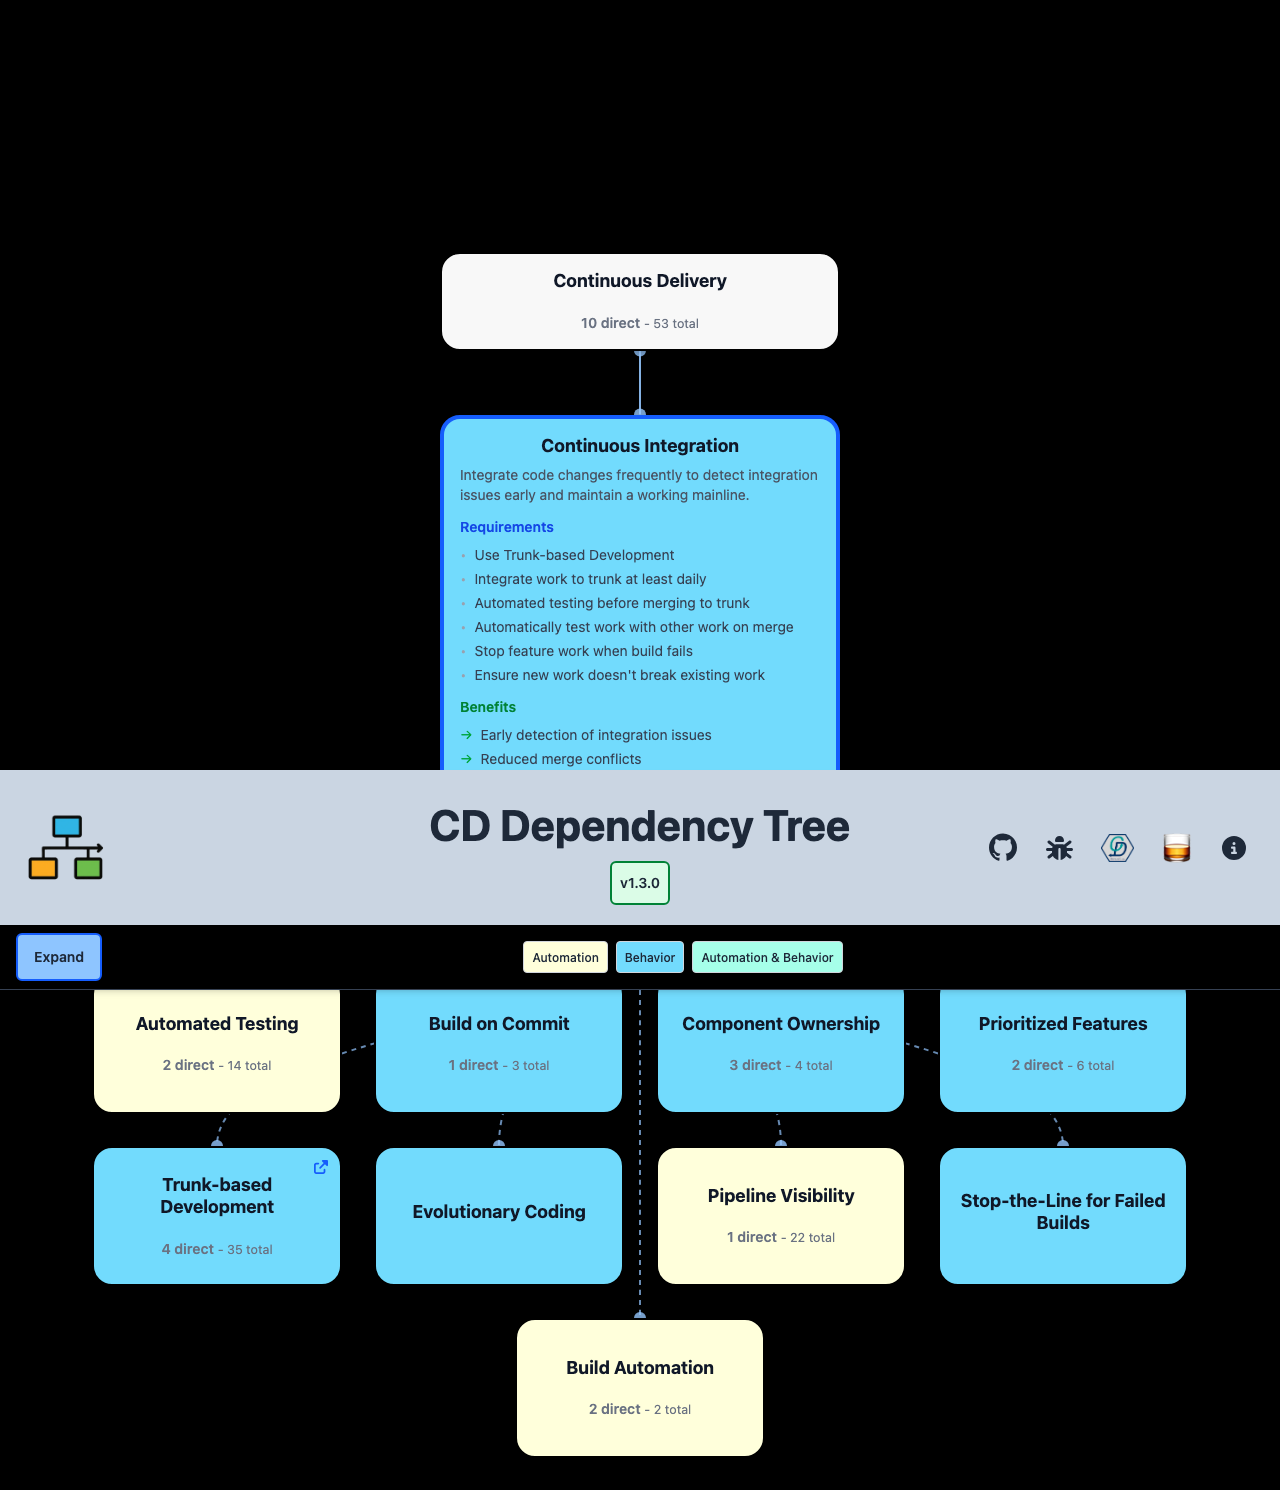 Continuous Delivery
10 direct - 53 total
Continuous Integration
Integrate code changes frequently to detect integration
issues early and maintain a working mainline.
Requirements
• Use Trunk-based Development
• Integrate work to trunk at least daily
• Automated testing before merging to trunk
• Automatically test work with other work on merge
• Stop feature work when build fails
• Ensure new work doesn't break existing work
Benefits
→ Early detection of integration issues
→ Reduced merge conflicts
CD Dependency Tree
v1.3.0
Expand
Automation
Behavior
Automation & Behavior
Automated Testing
2 direct - 14 total
Build on Commit
1 direct - 3 total
Component Ownership
3 direct - 4 total
Prioritized Features
2 direct - 6 total
Trunk-based
Development
4 direct - 35 total
Evolutionary Coding
Pipeline Visibility
1 direct - 22 total
Stop-the-Line for Failed
Builds
Build Automation
2 direct - 2 total